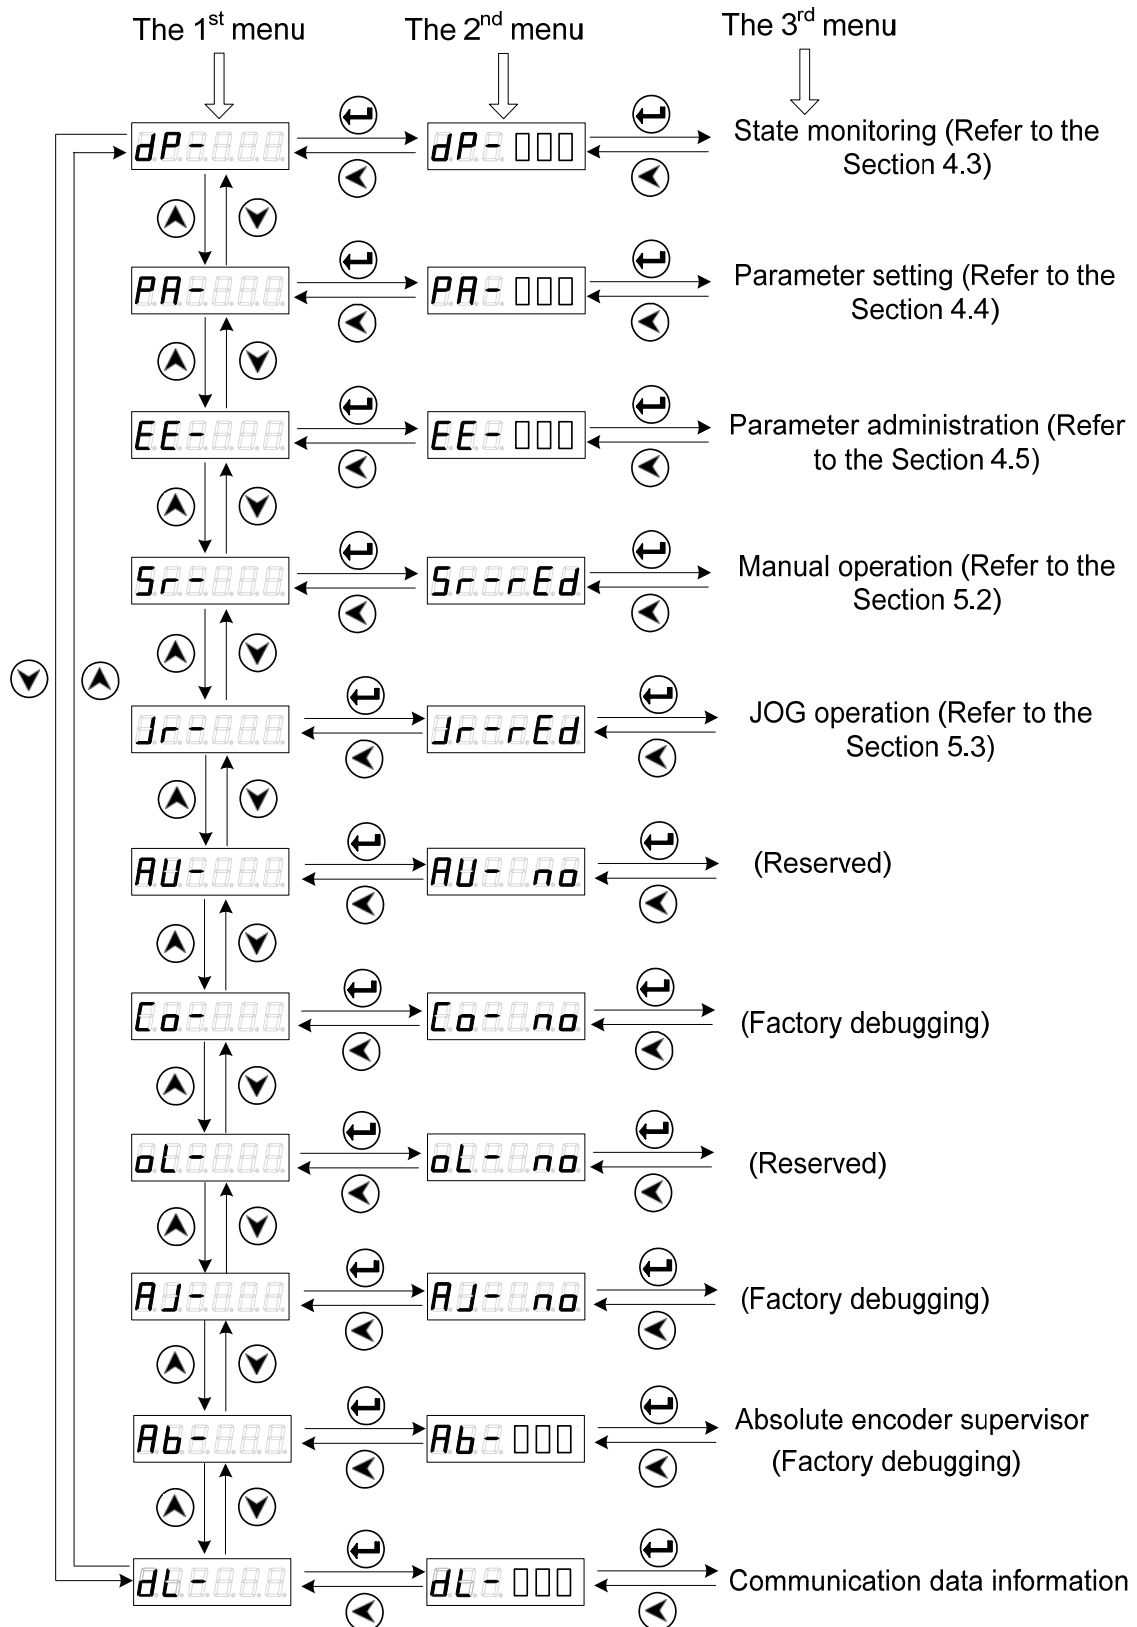 The 1st menu The 2nd menu The 3rd menu
dP- dP- State monitoring (Refer to the
Section 4.3)
PA- PA- Parameter setting (Refer to the
Section 4.4)
EE- EE- Parameter administration (Refer
to the Section 4.5)
Sr- Sr-rEd Manual operation (Refer to the
Section 5.2)
Jr- Jr-rEd JOG operation (Refer to the
Section 5.3)
AU- AU- no (Reserved)
Co- Co- no (Factory debugging)
oL- oL- no (Reserved)
AJ- AJ- no (Factory debugging)
Ab- Ab- Absolute encoder supervisor
(Factory debugging)
dL- dL- Communication data information